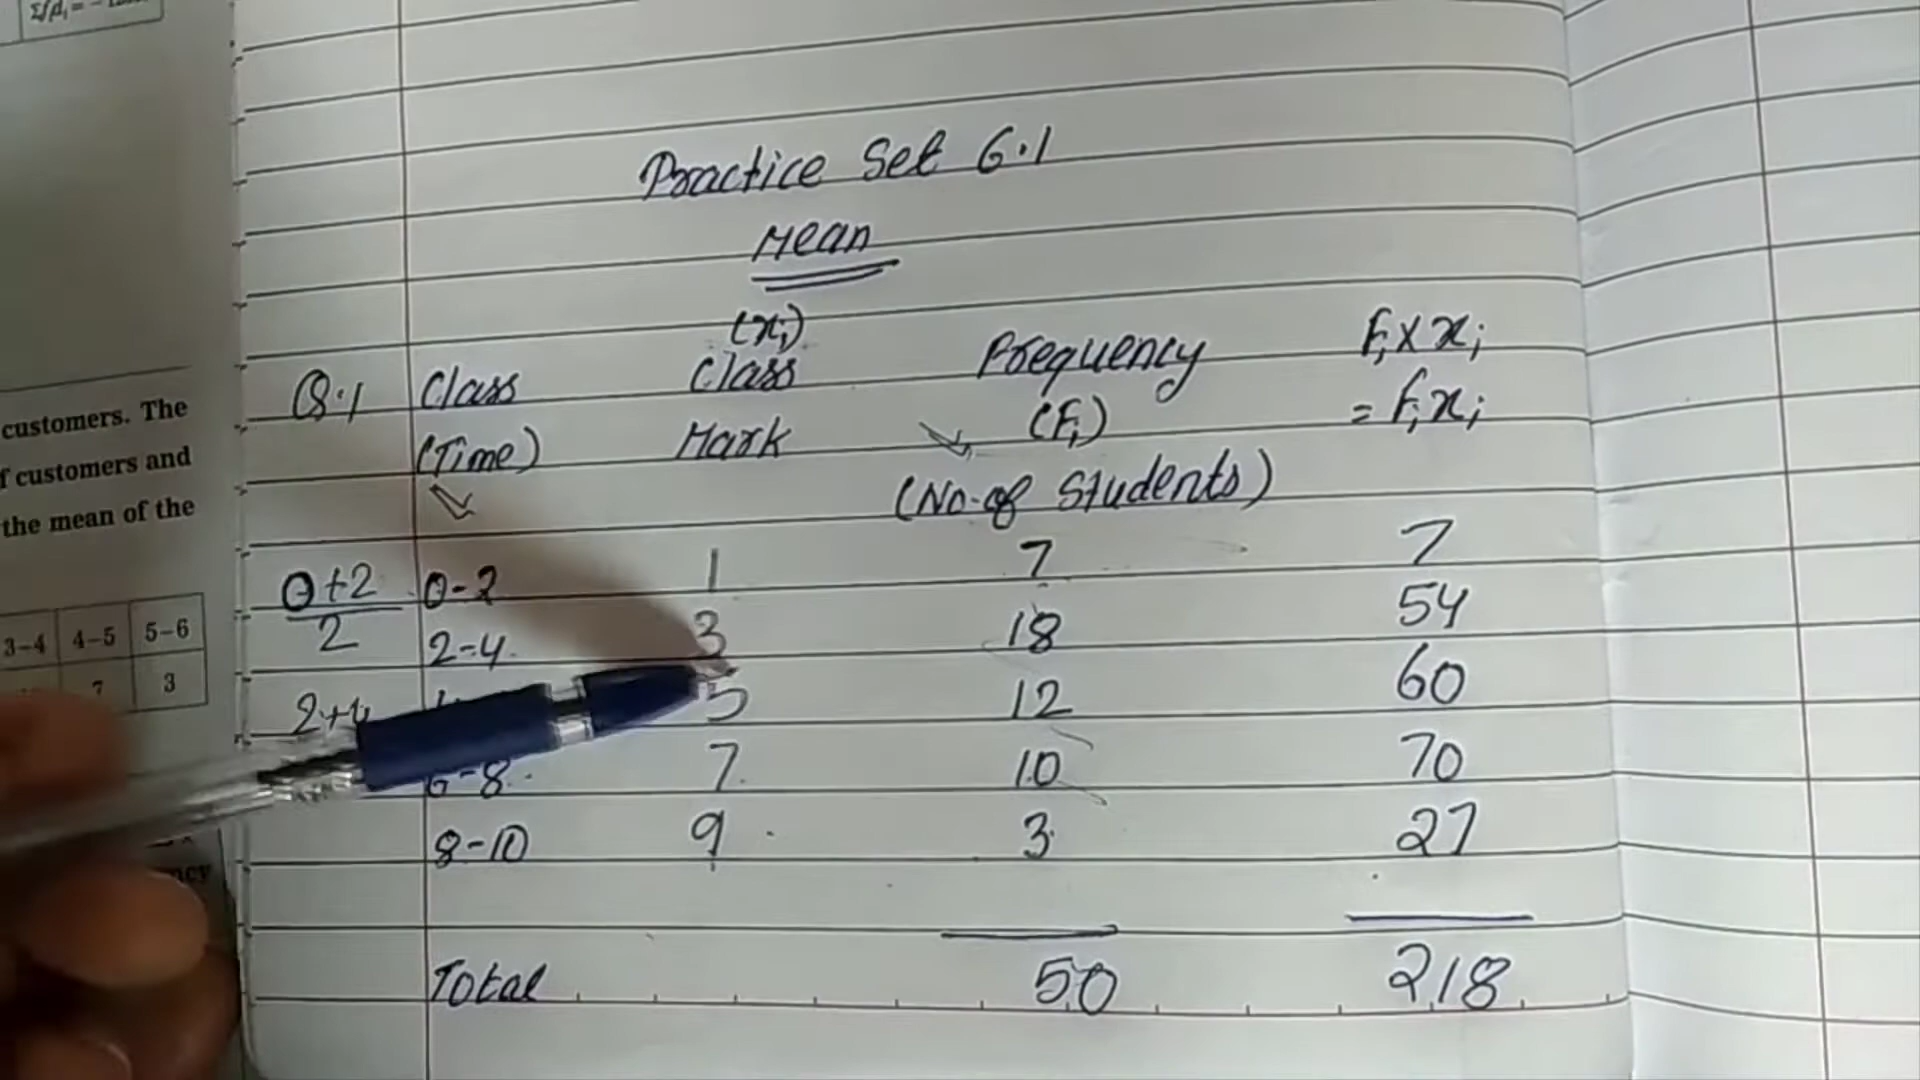 Σfᵢdᵢ = -
customers. The
f customers and
the mean of the
3–4 4–5 5–6
7 3
Practice Set 6.1
Mean
Q.1 Class (xᵢ) Class Frequency Fᵢ × xᵢ
(Time) Mark (Fᵢ) = Fᵢxᵢ
(No. of Students)
0+2 0-2 1 7 7
2 2-4 3 18 54
2+4 5 12 60
6-8 7 10 70
8-10 9 3 27
Total 50 218